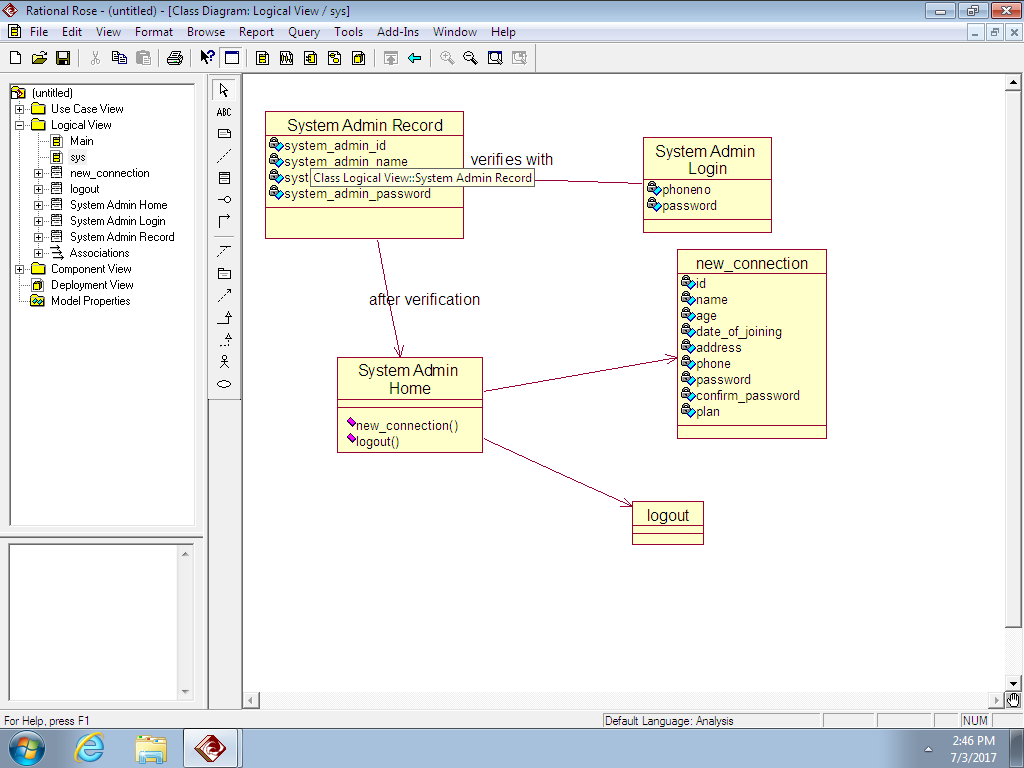 Rational Rose - (untitled) - [Class Diagram: Logical View / sys]
File Edit View Format Browse Report Query Tools Add-Ins Window Help
ABC
(untitled)
Use Case View
Logical View
Main
sys
new_connection
logout
System Admin Home
System Admin Login
System Admin Record
Associations
Component View
Deployment View
Model Properties
System Admin Record
system_admin_id
system_admin_name
syst
system_admin_password
Class Logical View::System Admin Record
verifies with
System Admin
Login
phoneno
password
after verification
new_connection
id
name
age
date_of_joining
address
phone
password
confirm_password
plan
System Admin
Home
new_connection()
logout()
logout
For Help, press F1
Default Language: Analysis
NUM
2:46 PM
7/3/2017